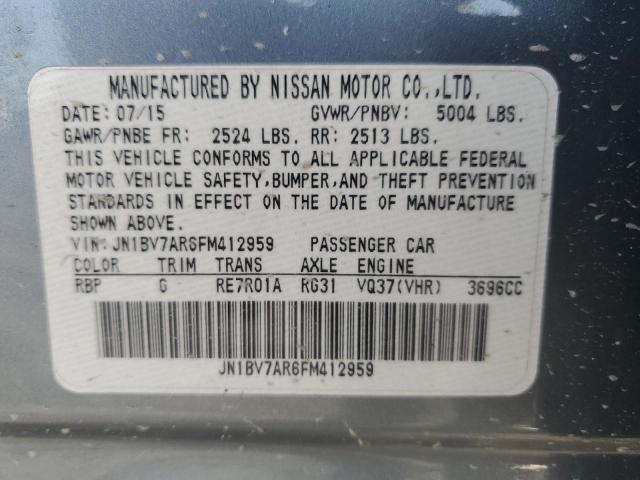 MANUFACTURED BY NISSAN MOTOR CO.,LTD.
DATE: 07/15 GVWR/PNBV: 5004 LBS.
GAWR/PNBE FR: 2524 LBS. RR: 2513 LBS.
THIS VEHICLE CONFORMS TO ALL APPLICABLE FEDERAL
MOTOR VEHICLE SAFETY,BUMPER,AND THEFT PREVENTION
STANDARDS IN EFFECT ON THE DATE OF MANUFACTURE
SHOWN ABOVE.
VIN: JN1BV7AR6FM412959 PASSENGER CAR
COLOR TRIM TRANS AXLE ENGINE
RBP G RE7R01A RG31 VQ37(VHR) 3696CC
JN1BV7AR6FM412959